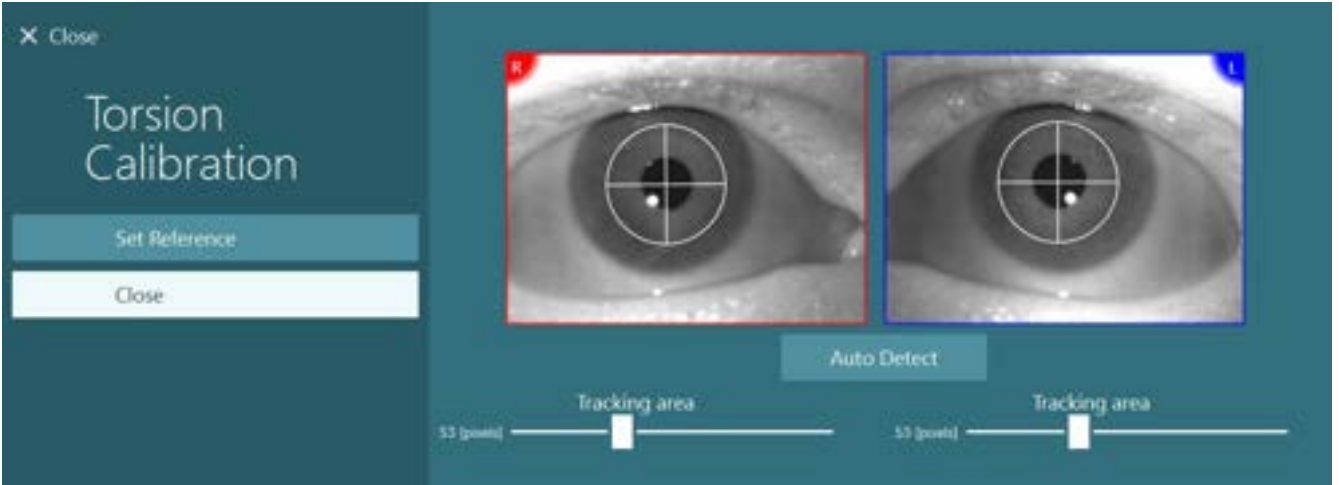 ✕ Close
Torsion
Calibration
Set Reference
Close
R
L
Auto Detect
Tracking area
53 [pixels]
Tracking area
53 [pixels]